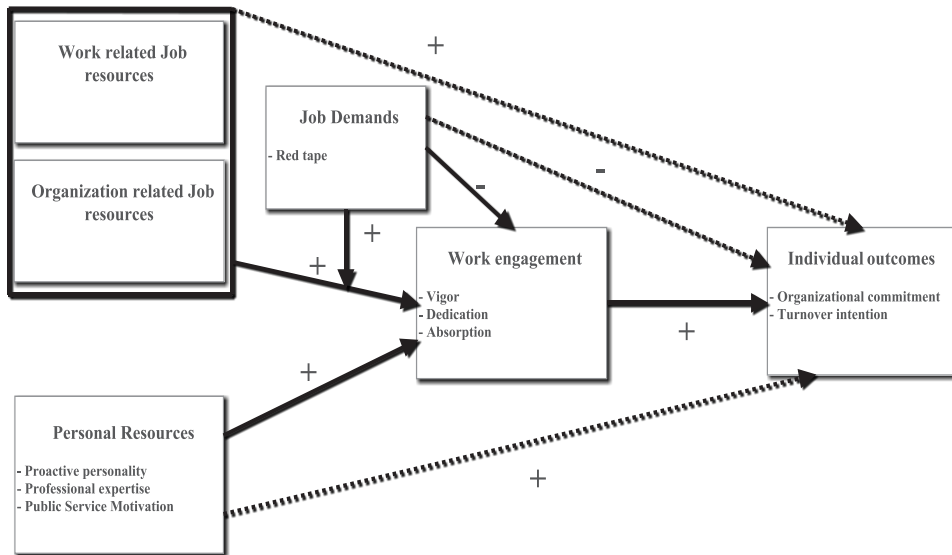 Work related Job
resources
Organization related Job
resources
Job Demands
- Red tape
Work engagement
- Vigor
- Dedication
- Absorption
Individual outcomes
- Organizational commitment
- Turnover intention
Personal Resources
- Proactive personality
- Professional expertise
- Public Service Motivation
+
-
-
+
+
+
+
+